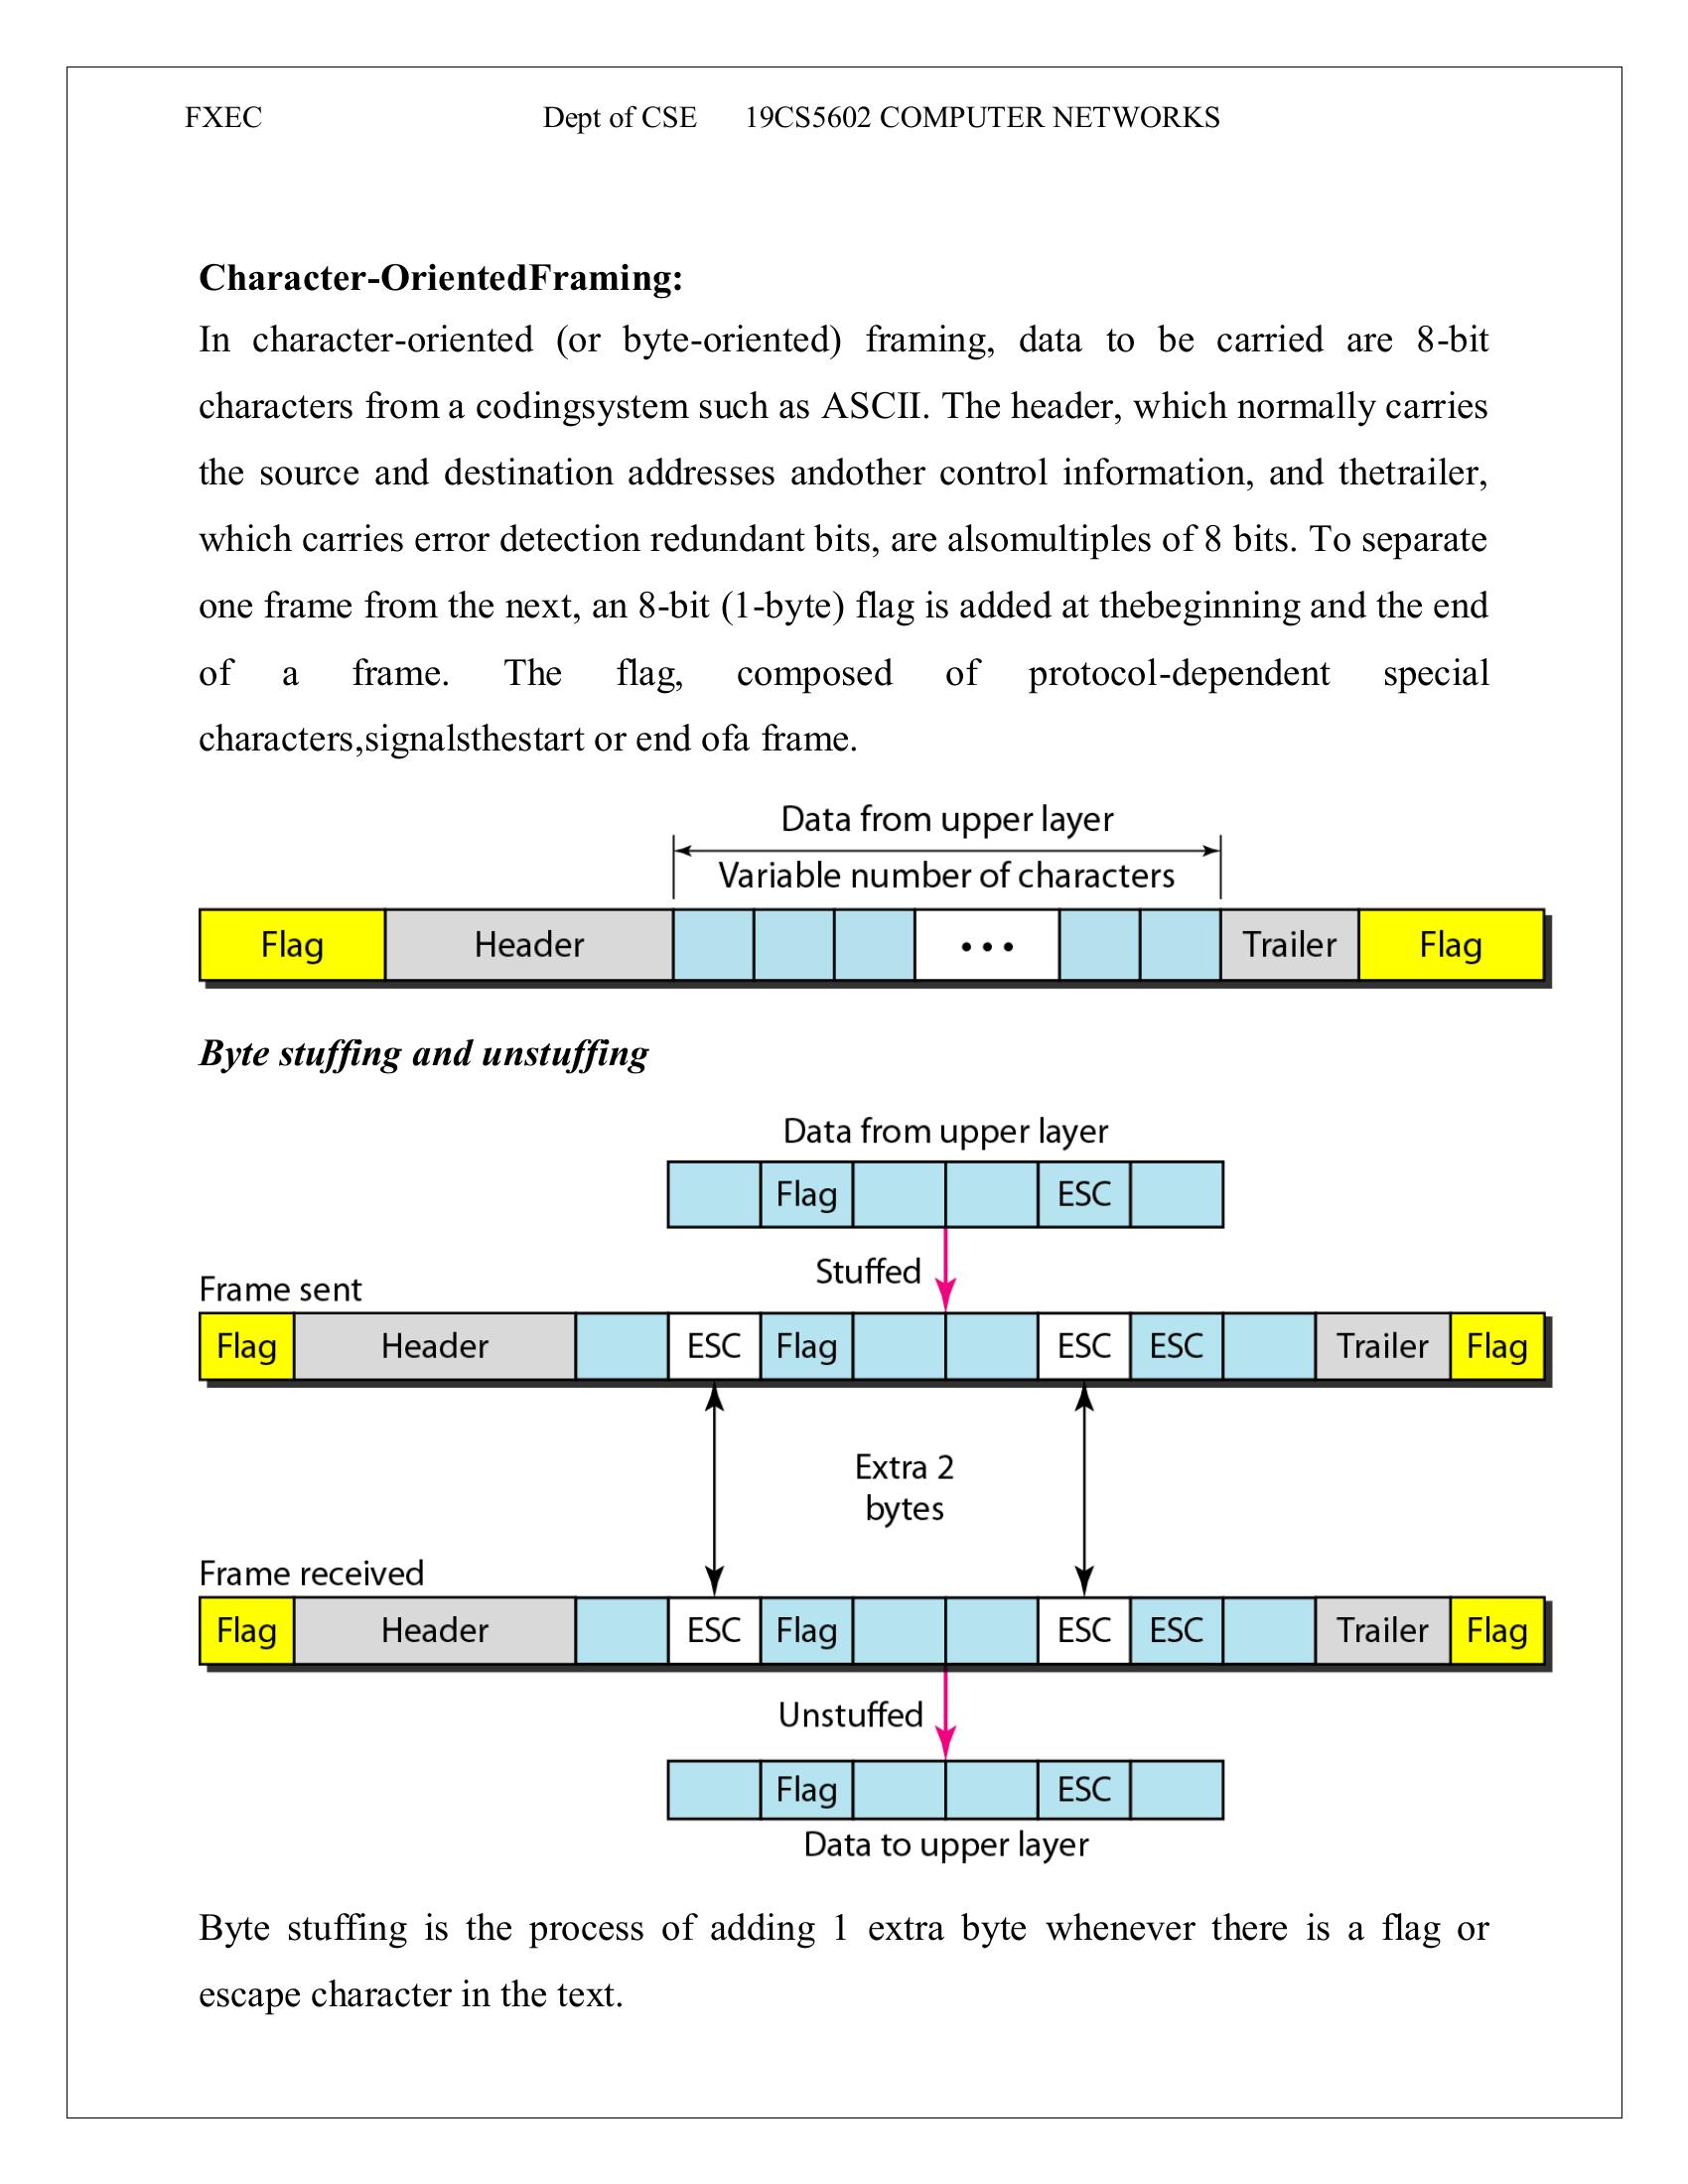 FXEC Dept of CSE 19CS5602 COMPUTER NETWORKS
Character-OrientedFraming:
In character-oriented (or byte-oriented) framing, data to be carried are 8-bit
characters from a codingsystem such as ASCII. The header, which normally carries
the source and destination addresses andother control information, and thetrailer,
which carries error detection redundant bits, are alsomultiples of 8 bits. To separate
one frame from the next, an 8-bit (1-byte) flag is added at thebeginning and the end
of a frame. The flag, composed of protocol-dependent special
characters,signalsthestart or end ofa frame.
Data from upper layer
Variable number of characters
Flag Header ••• Trailer Flag
Byte stuffing and unstuffing
Data from upper layer
Flag ESC
Stuffed
Frame sent
Flag Header ESC Flag ESC ESC Trailer Flag
Extra 2
bytes
Frame received
Flag Header ESC Flag ESC ESC Trailer Flag
Unstuffed
Flag ESC
Data to upper layer
Byte stuffing is the process of adding 1 extra byte whenever there is a flag or
escape character in the text.